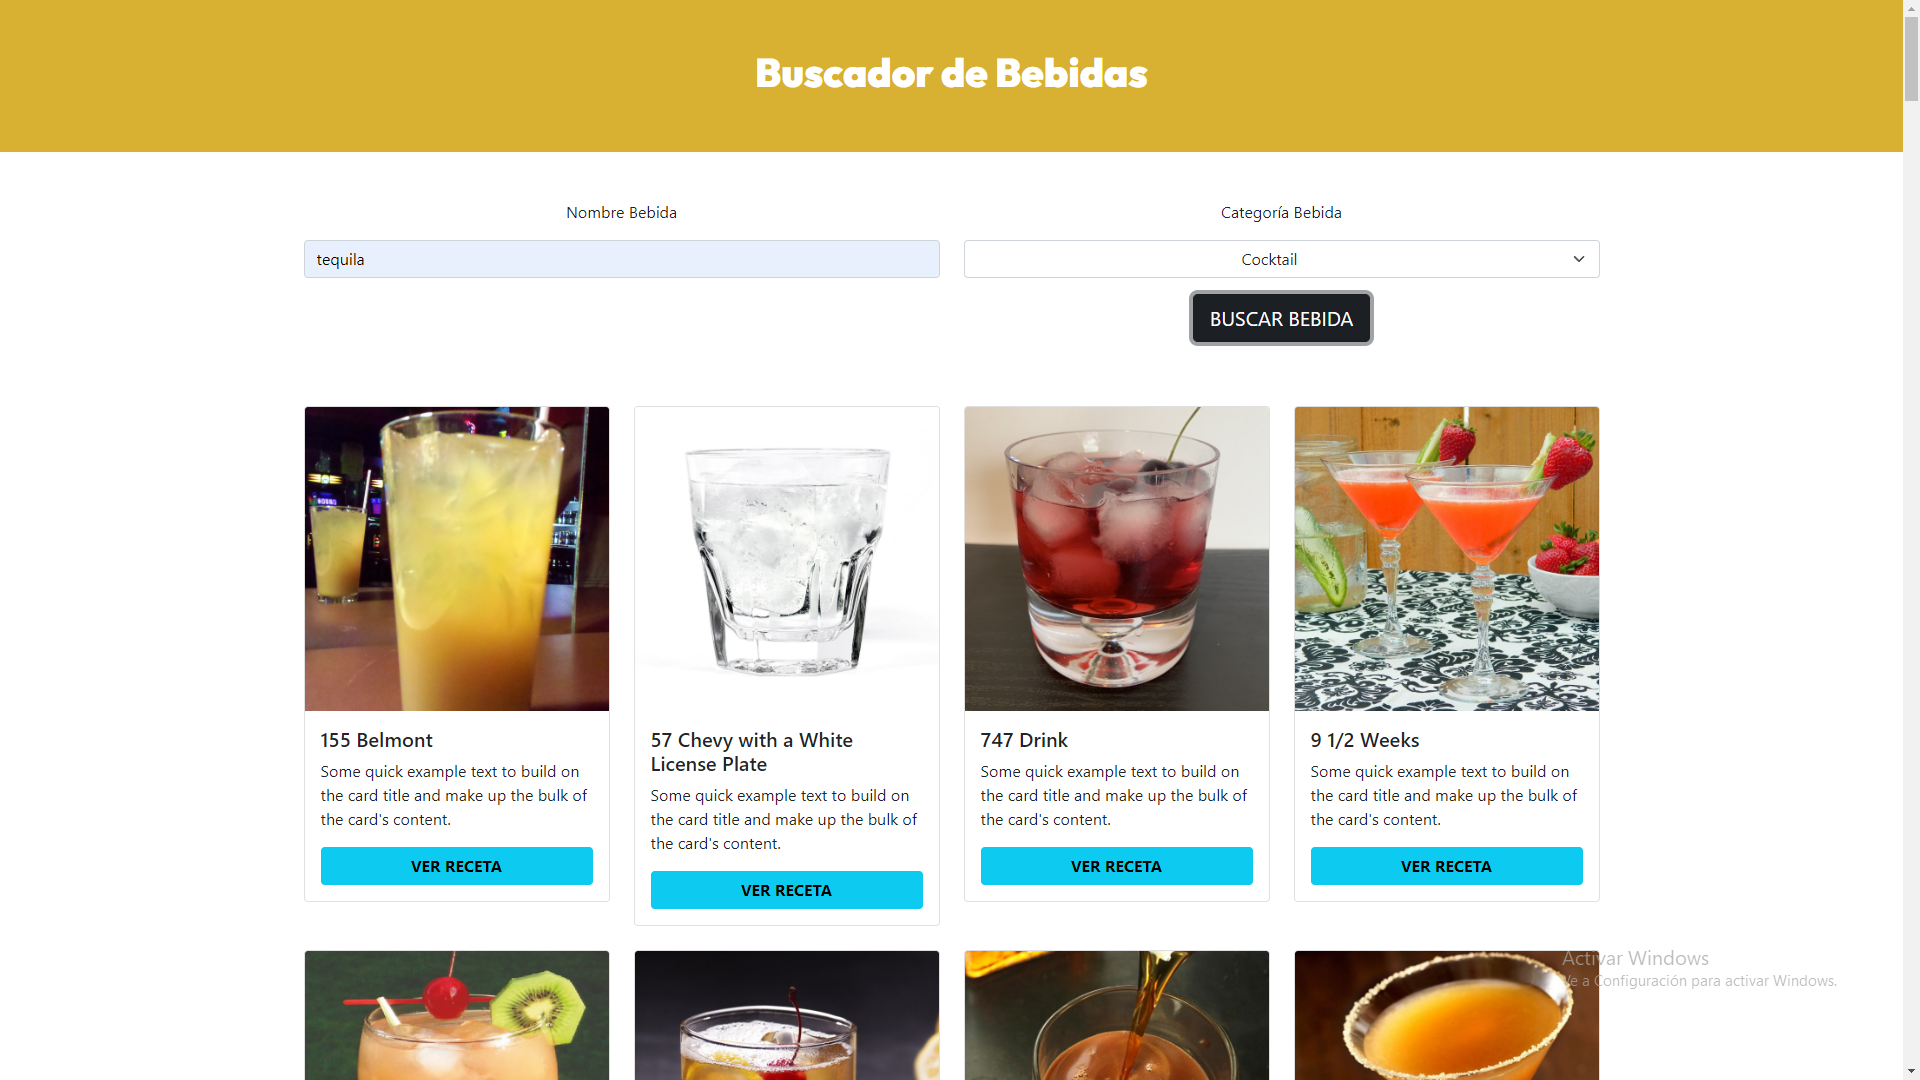 Buscador de Bebidas
Nombre Bebida
Categoría Bebida
tequila
Cocktail
BUSCAR BEBIDA
155 Belmont
Some quick example text to build on
the card title and make up the bulk of
the card's content.
VER RECETA
57 Chevy with a White
License Plate
Some quick example text to build on
the card title and make up the bulk of
the card's content.
VER RECETA
747 Drink
Some quick example text to build on
the card title and make up the bulk of
the card's content.
VER RECETA
9 1/2 Weeks
Some quick example text to build on
the card title and make up the bulk of
the card's content.
VER RECETA
Activar Windows
Ve a Configuración para activar Windows.